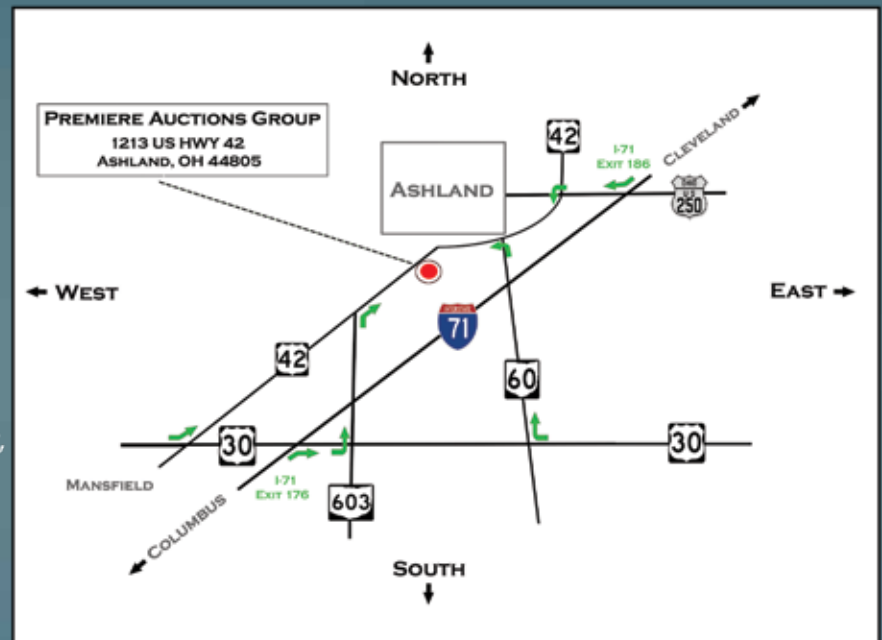 NORTH
PREMIERE AUCTIONS GROUP
1213 US HWY 42
ASHLAND, OH 44805
42
I-71
EXIT 186
CLEVELAND
ASHLAND
OHIO
U.S.
250
WEST
EAST
71
42
60
30
30
MANSFIELD
I-71
EXIT 176
COLUMBUS
603
SOUTH
,